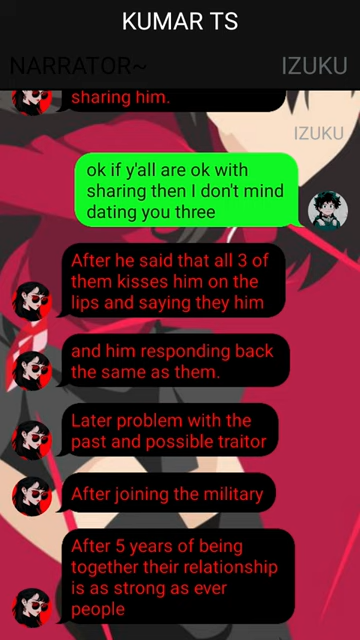 KUMAR TS
NARRATOR~ IZUKU
sharing him.
IZUKU
ok if y'all are ok with
sharing then I don't mind
dating you three
After he said that all 3 of
them kisses him on the
lips and saying they him
and him responding back
the same as them.
Later problem with the
past and possible traitor
After joining the military
After 5 years of being
together their relationship
is as strong as ever
people